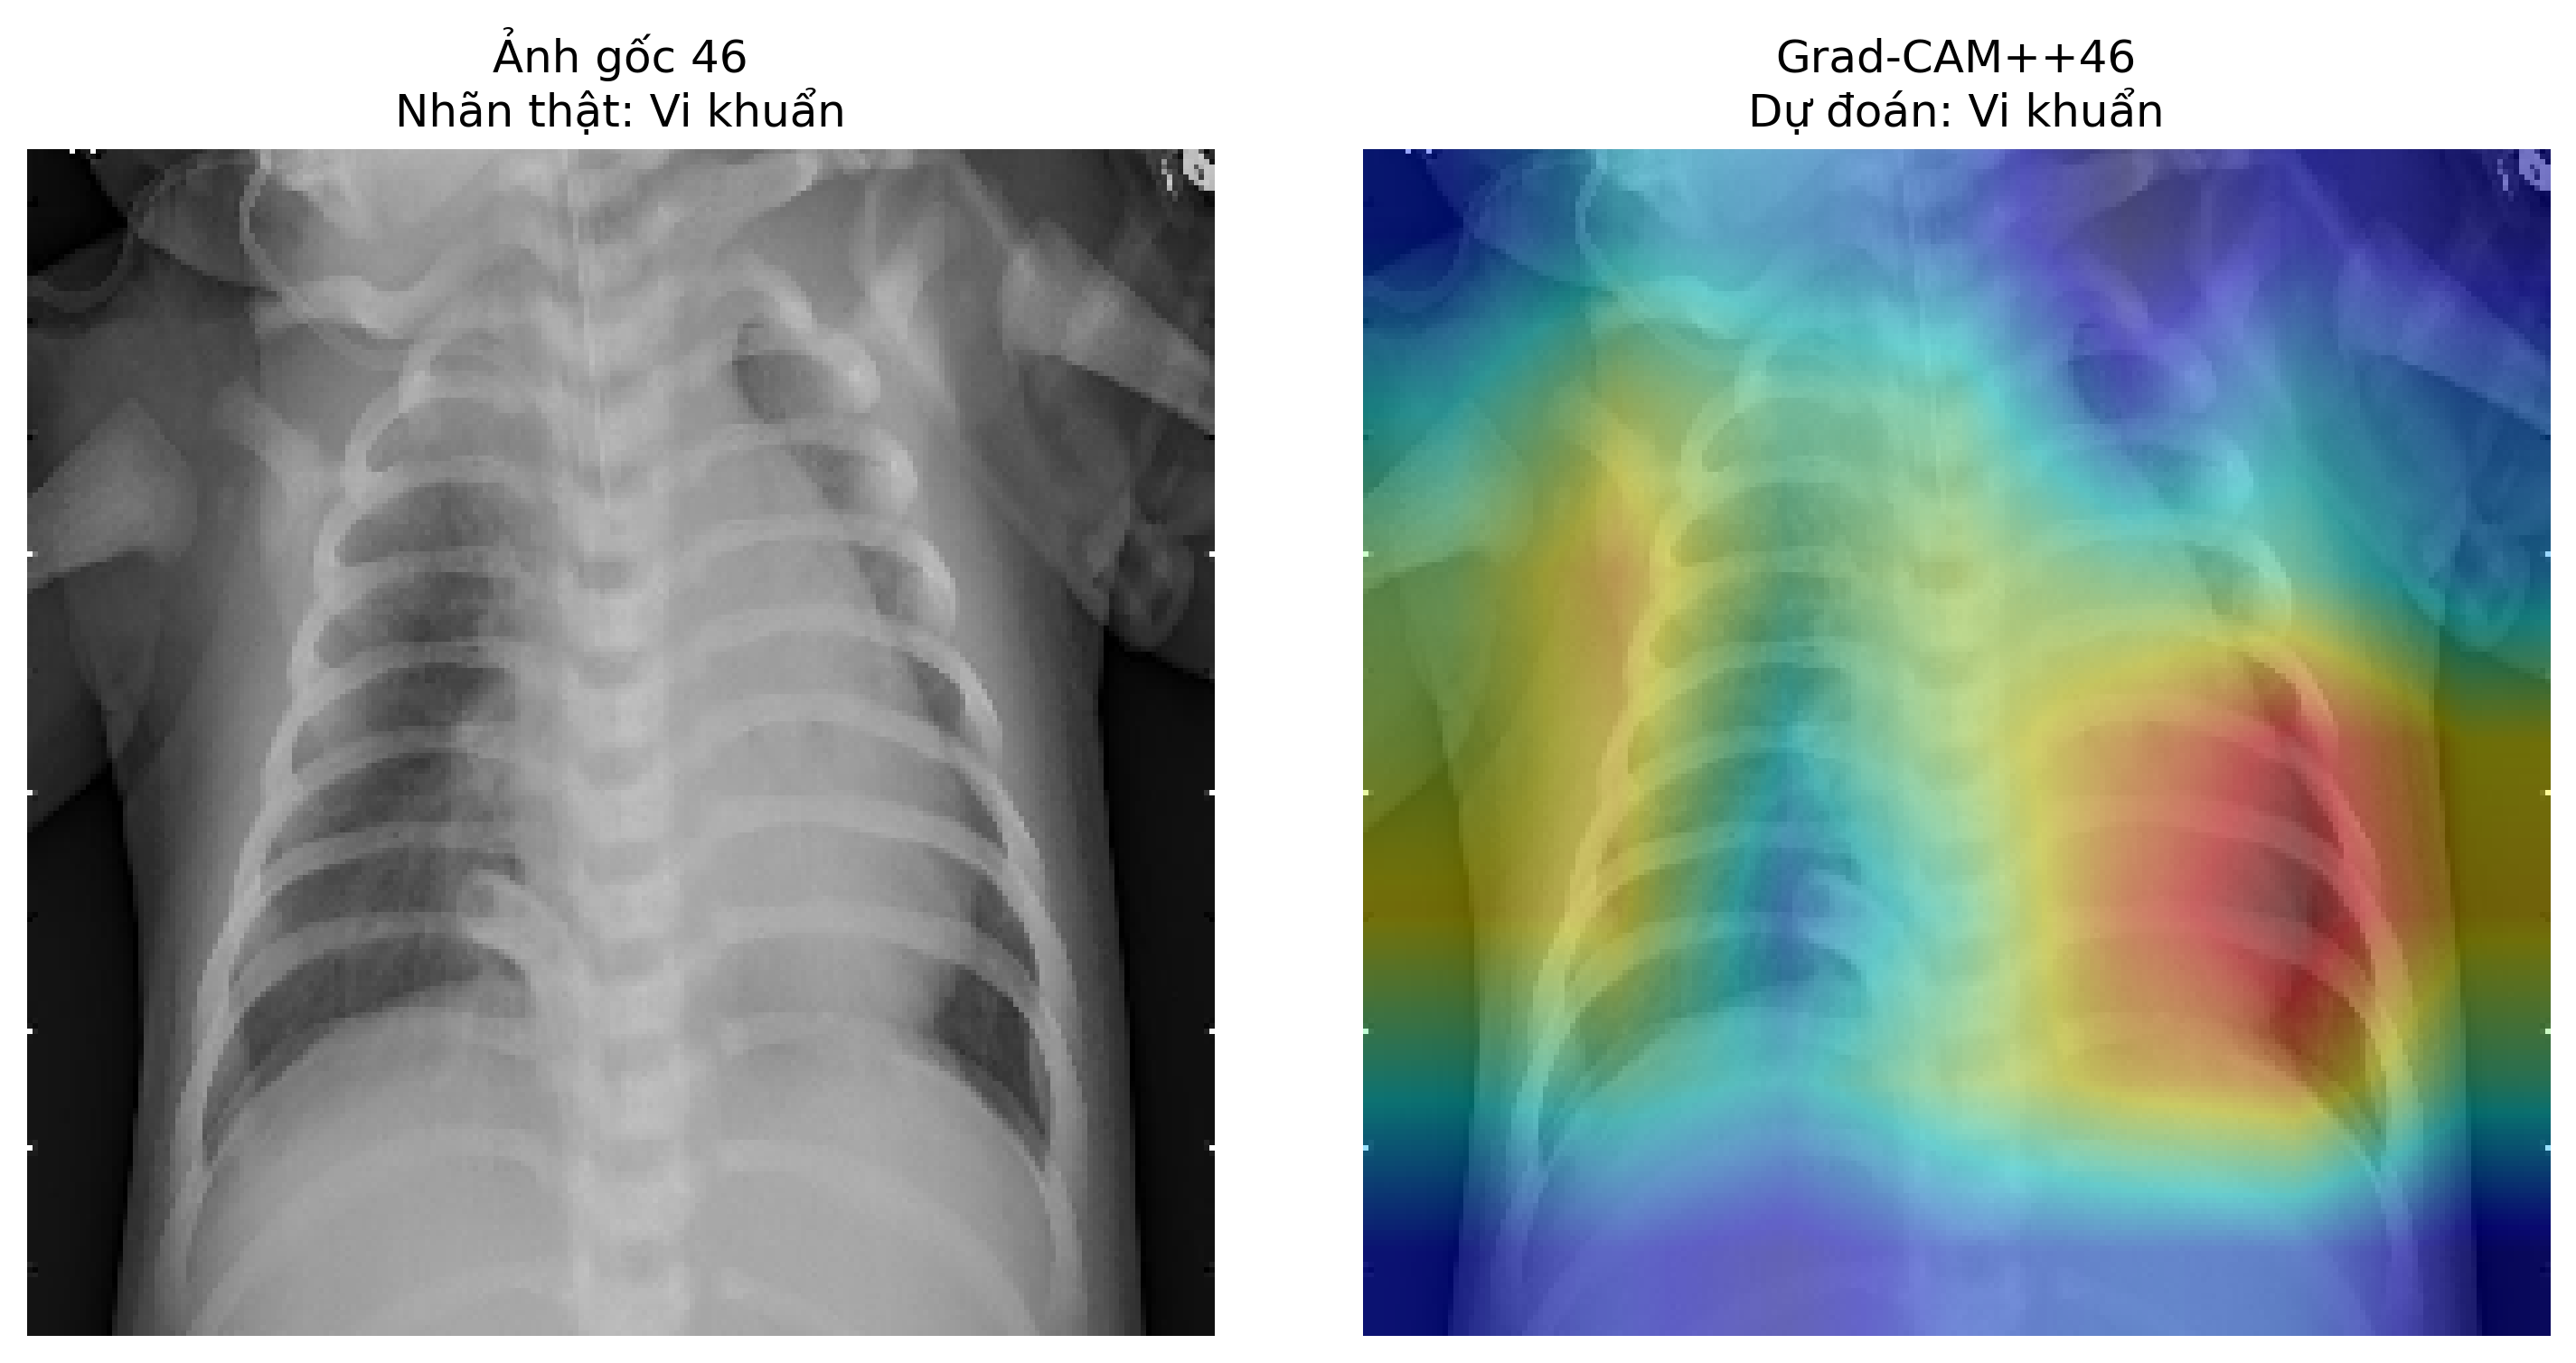 Ảnh gốc 46
Nhãn thật: Vi khuẩn
Grad-CAM++46
Dự đoán: Vi khuẩn